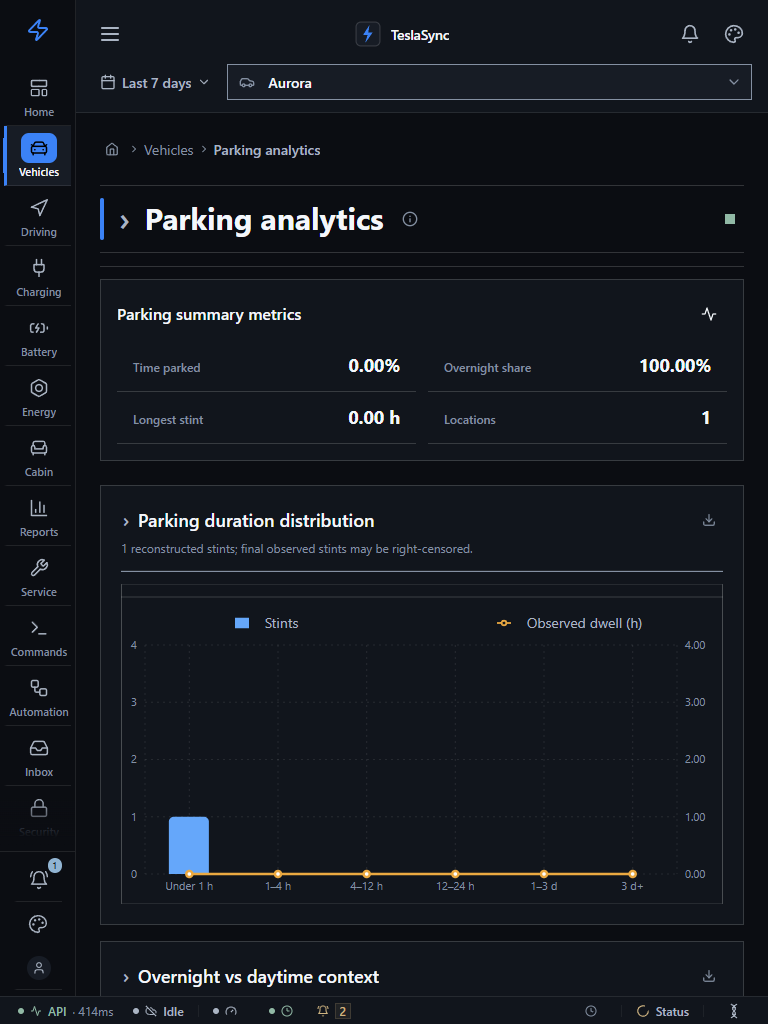 TeslaSync
Last 7 days
Aurora
Home
Vehicles
Driving
Charging
Battery
Energy
Cabin
Reports
Service
Commands
Automation
Inbox
Security
1
Vehicles
Parking analytics
Parking analytics
Parking summary metrics
Time parked 0.00%
Overnight share 100.00%
Longest stint 0.00 h
Locations 1
Parking duration distribution
1 reconstructed stints; final observed stints may be right-censored.
Stints
Observed dwell (h)
4 4.00
3 3.00
2 2.00
1 1.00
0 0.00
Under 1 h 1–4 h 4–12 h 12–24 h 1–3 d 3 d+
Overnight vs daytime context
API · 414ms Idle 2 Status